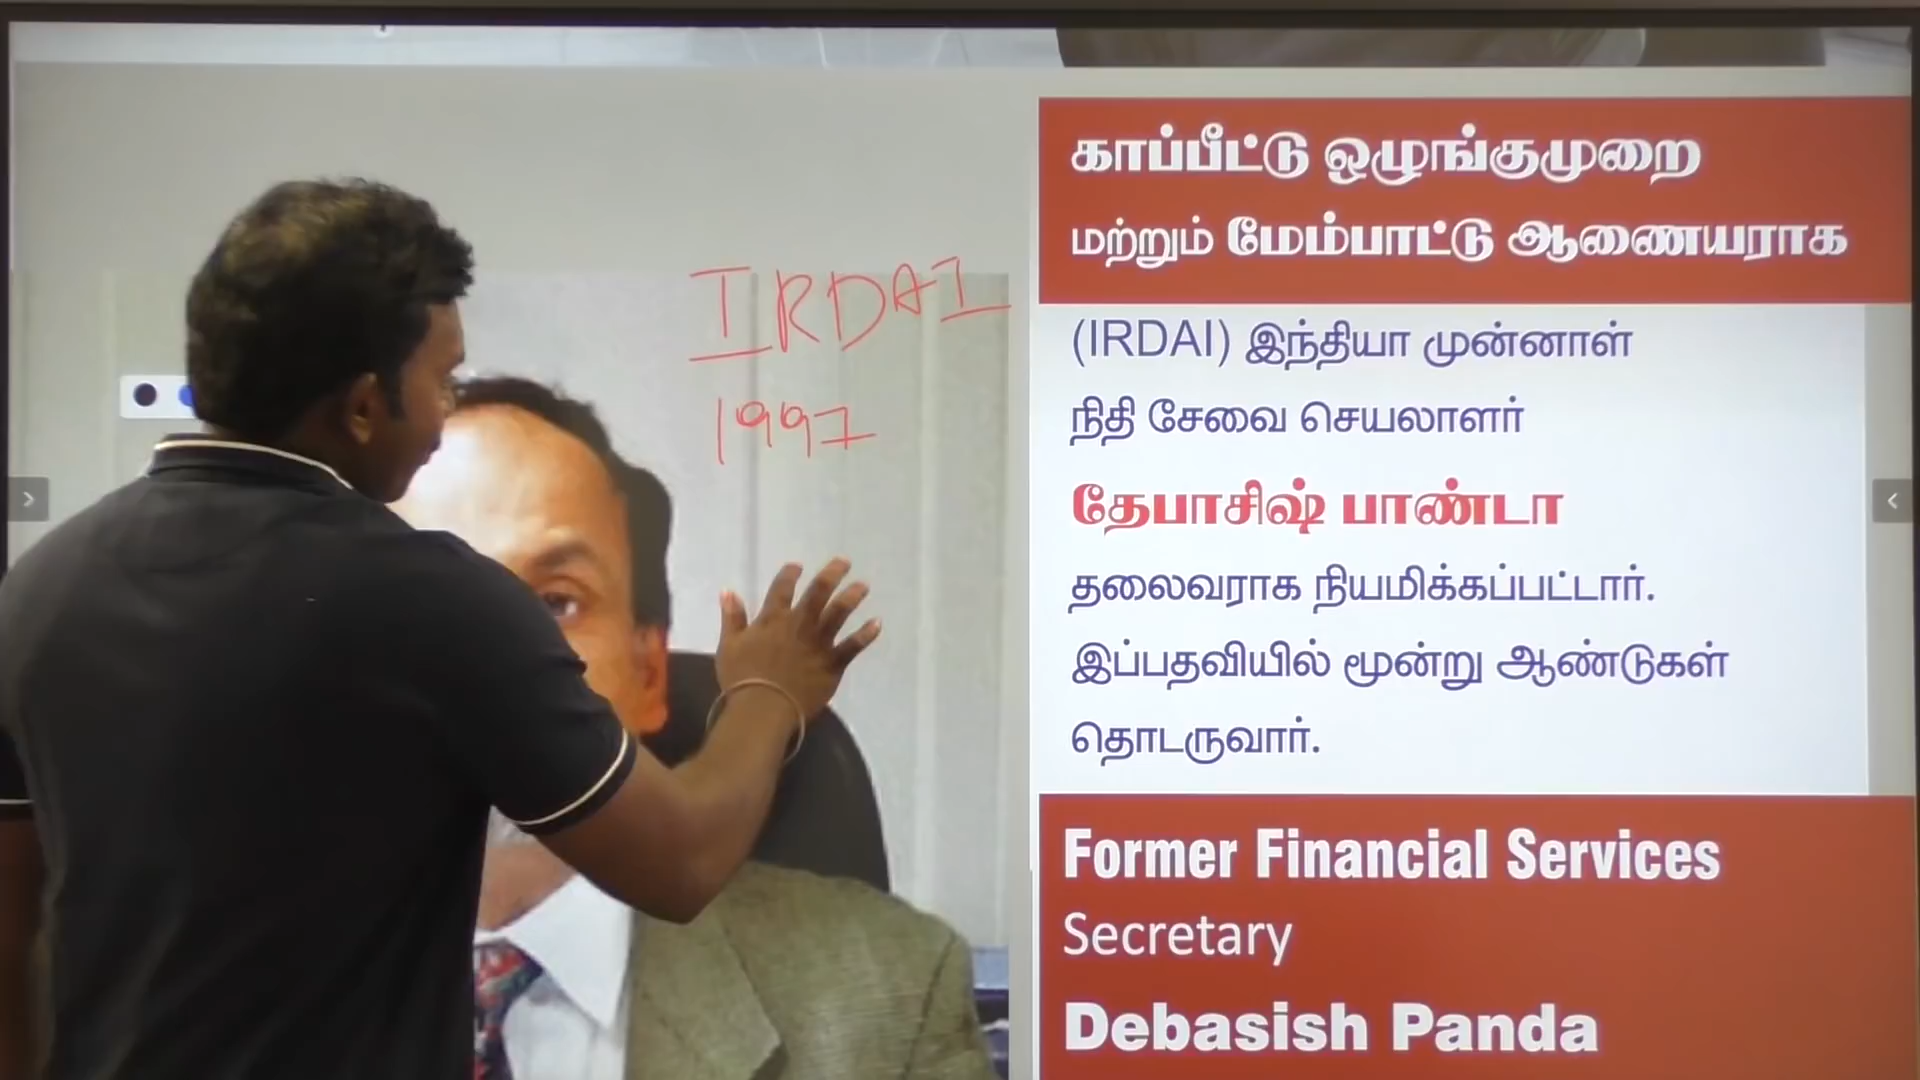 IRDAI
1997
காப்பீட்டு ஒழுங்குமுறை
மற்றும் மேம்பாட்டு ஆணையராக
(IRDAI) இந்தியா முன்னாள்
நிதி சேவை செயலாளர்
தேபாசிஷ் பாண்டா
தலைவராக நியமிக்கப்பட்டார்.
இப்பதவியில் மூன்று ஆண்டுகள்
தொடருவார்.
Former Financial Services
Secretary
Debasish Panda